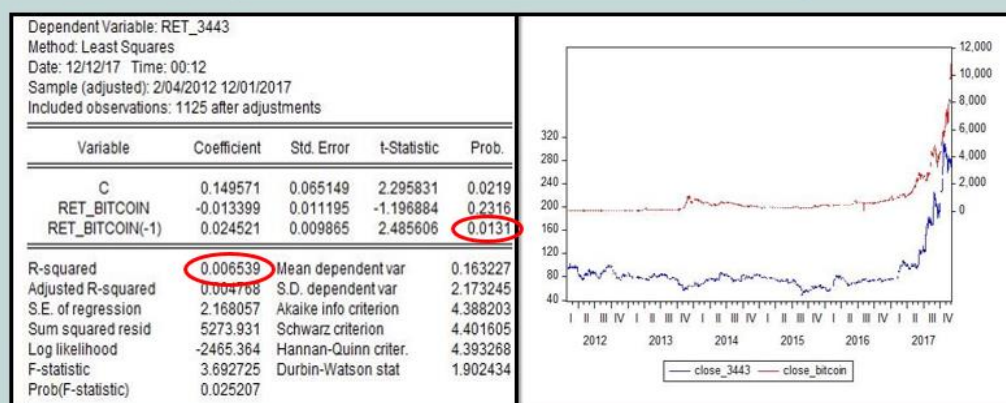 Dependent Variable: RET_3443
Method: Least Squares
Date: 12/12/17 Time: 00:12
Sample (adjusted): 2/04/2012 12/01/2017
Included observations: 1125 after adjustments
Variable Coefficient Std. Error t-Statistic Prob.
C 0.149571 0.065149 2.295831 0.0219
RET_BITCOIN -0.013399 0.011195 -1.196884 0.2316
RET_BITCOIN(-1) 0.024521 0.009865 2.485606 0.0131
R-squared 0.006539 Mean dependent var 0.163227
Adjusted R-squared 0.004768 S.D. dependent var 2.173245
S.E. of regression 2.168057 Akaike info criterion 4.388203
Sum squared resid 5273.931 Schwarz criterion 4.401605
Log likelihood -2465.364 Hannan-Quinn criter. 4.393268
F-statistic 3.692725 Durbin-Watson stat 1.902434
Prob(F-statistic) 0.025207
12,000
10,000
8,000
6,000
4,000
2,000
0
320
280
240
200
160
120
80
40
I II III IV I II III IV I II III IV I II III IV I II III IV I II III IV
2012 2013 2014 2015 2016 2017
close_3443 close_bitcoin